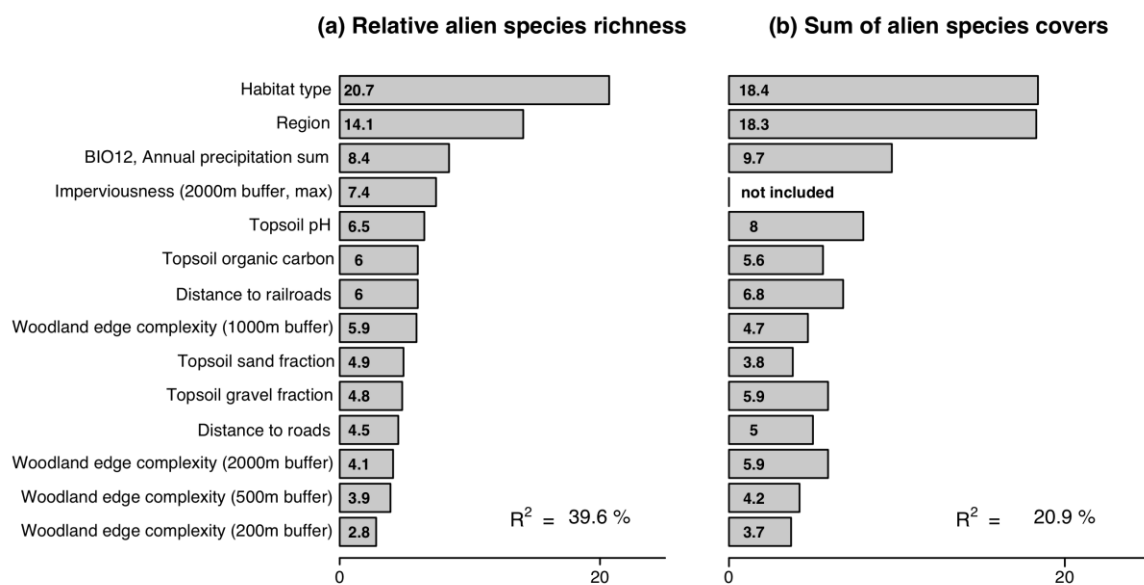 (a) Relative alien species richness (b) Sum of alien species covers
Habitat type 20.7 18.4
Region 14.1 18.3
BIO12, Annual precipitation sum 8.4 9.7
Imperviousness (2000m buffer, max) 7.4 not included
Topsoil pH 6.5 8
Topsoil organic carbon 6 5.6
Distance to railroads 6 6.8
Woodland edge complexity (1000m buffer) 5.9 4.7
Topsoil sand fraction 4.9 3.8
Topsoil gravel fraction 4.8 5.9
Distance to roads 4.5 5
Woodland edge complexity (2000m buffer) 4.1 5.9
Woodland edge complexity (500m buffer) 3.9 4.2
Woodland edge complexity (200m buffer) 2.8 3.7
R² = 39.6 % R² = 20.9 %
0 20 0 20